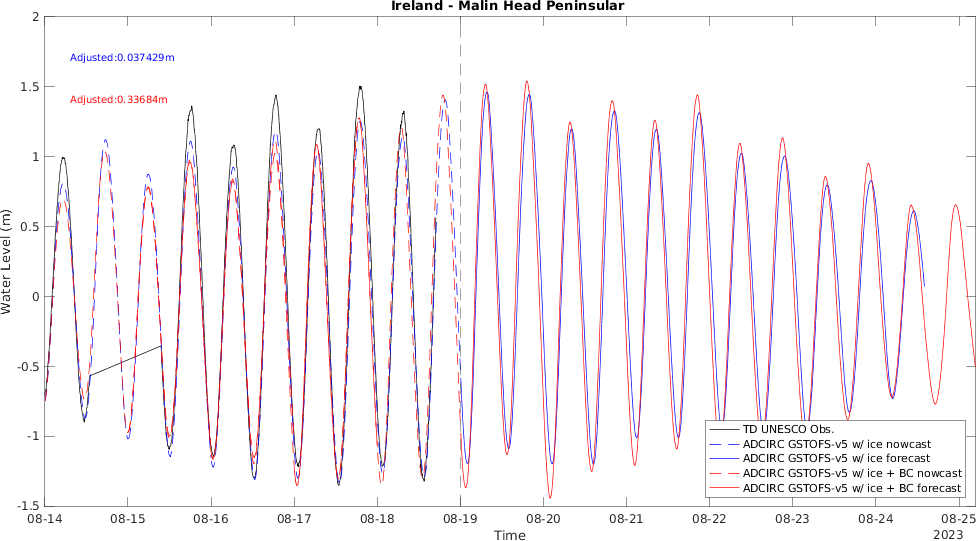 Ireland - Malin Head Peninsular
Adjusted:0.037429m
Adjusted:0.33684m
Water Level (m)
2
1.5
1
0.5
0
-0.5
-1
-1.5
TD UNESCO Obs.
ADCIRC GSTOFS-v5 w/ ice nowcast
ADCIRC GSTOFS-v5 w/ ice forecast
ADCIRC GSTOFS-v5 w/ ice + BC nowcast
ADCIRC GSTOFS-v5 w/ ice + BC forecast
08-14 08-15 08-16 08-17 08-18 08-19 08-20 08-21 08-22 08-23 08-24 08-25
Time
2023